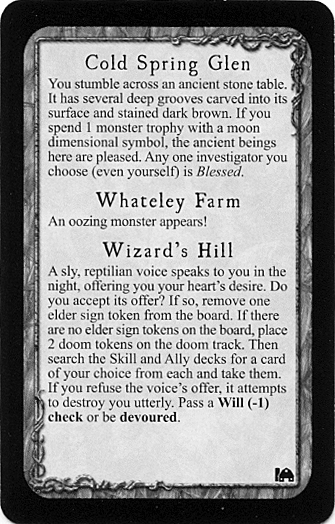 Cold Spring Glen
You stumble across an ancient stone table.
It has several deep grooves carved into its
surface and stained dark brown. If you
spend 1 monster trophy with a moon
dimensional symbol, the ancient beings
here are pleased. Any one investigator you
choose (even yourself) is Blessed.
Whateley Farm
An oozing monster appears!
Wizard's Hill
A sly, reptilian voice speaks to you in the
night, offering you your heart's desire. Do
you accept its offer? If so, remove one
elder sign token from the board. If there
are no elder sign tokens on the board, place
2 doom tokens on the doom track. Then
search the Skill and Ally decks for a card
of your choice from each and take them.
If you refuse the voice's offer, it attempts
to destroy you utterly. Pass a Will (-1)
check or be devoured.